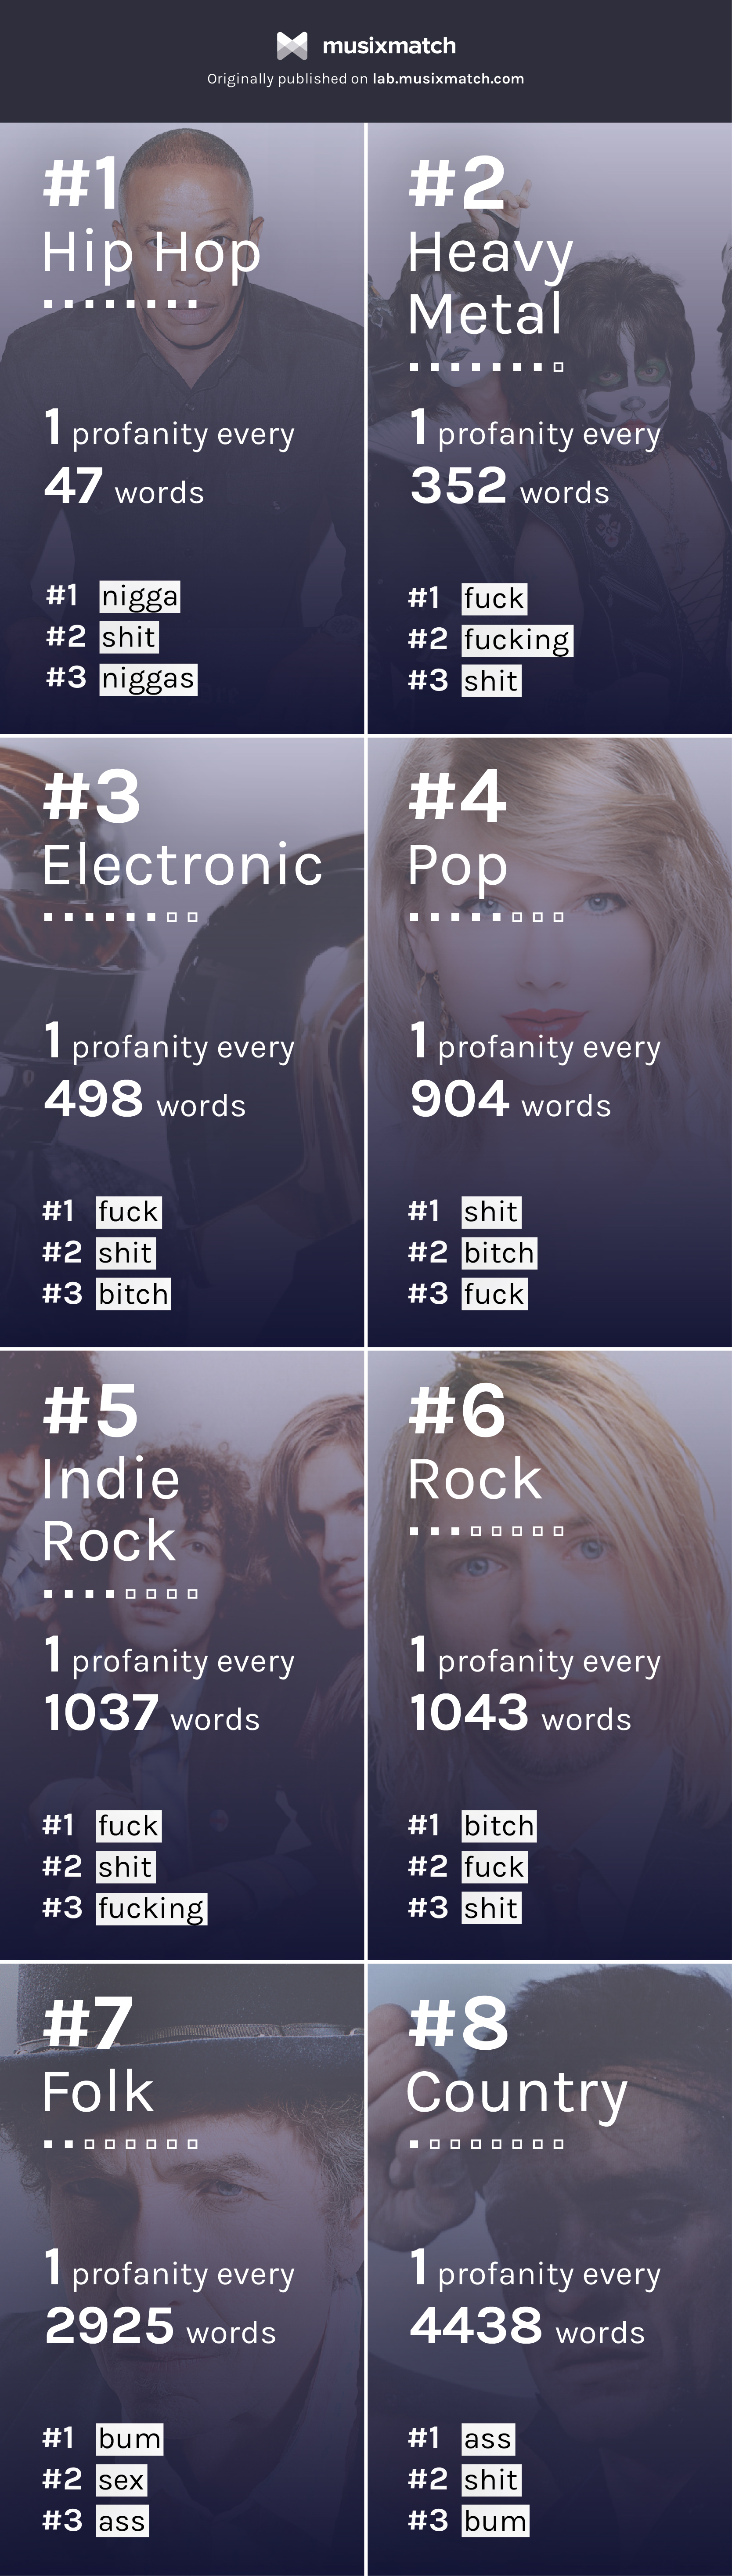 musixmatch
Originally published on lab.musixmatch.com
#1
Hip Hop
1 profanity every
47 words
#1 nigga
#2 shit
#3 niggas
#2
Heavy
Metal
1 profanity every
352 words
#1 fuck
#2 fucking
#3 shit
#3
Electronic
1 profanity every
498 words
#1 fuck
#2 shit
#3 bitch
#4
Pop
1 profanity every
904 words
#1 shit
#2 bitch
#3 fuck
#5
Indie
Rock
1 profanity every
1037 words
#1 fuck
#2 shit
#3 fucking
#6
Rock
1 profanity every
1043 words
#1 bitch
#2 fuck
#3 shit
#7
Folk
1 profanity every
2925 words
#1 bum
#2 sex
#3 ass
#8
Country
1 profanity every
4438 words
#1 ass
#2 shit
#3 bum